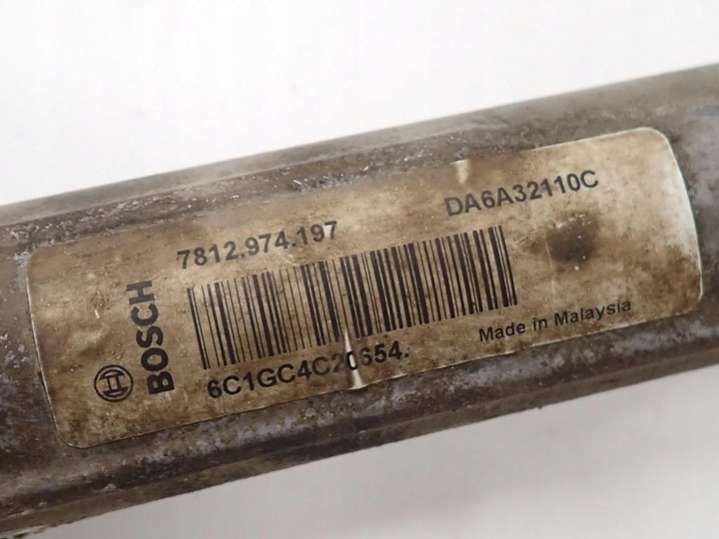 7812.974.197
DA6A32110C
BOSCH
6C1GC4C20654.
Made in Malaysia